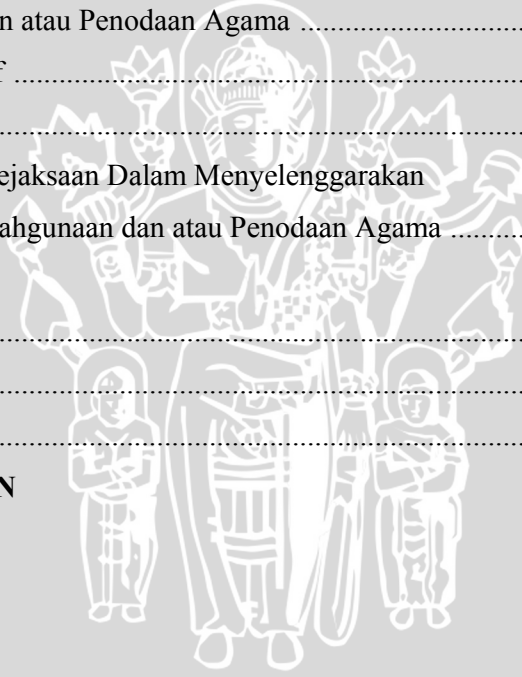 n atau Penodaan Agama ..............................
f ..........................................................................
............................................................................
ejaksaan Dalam Menyelenggarakan
ahgunaan dan atau Penodaan Agama ..........
............................................................................
............................................................................
............................................................................
N